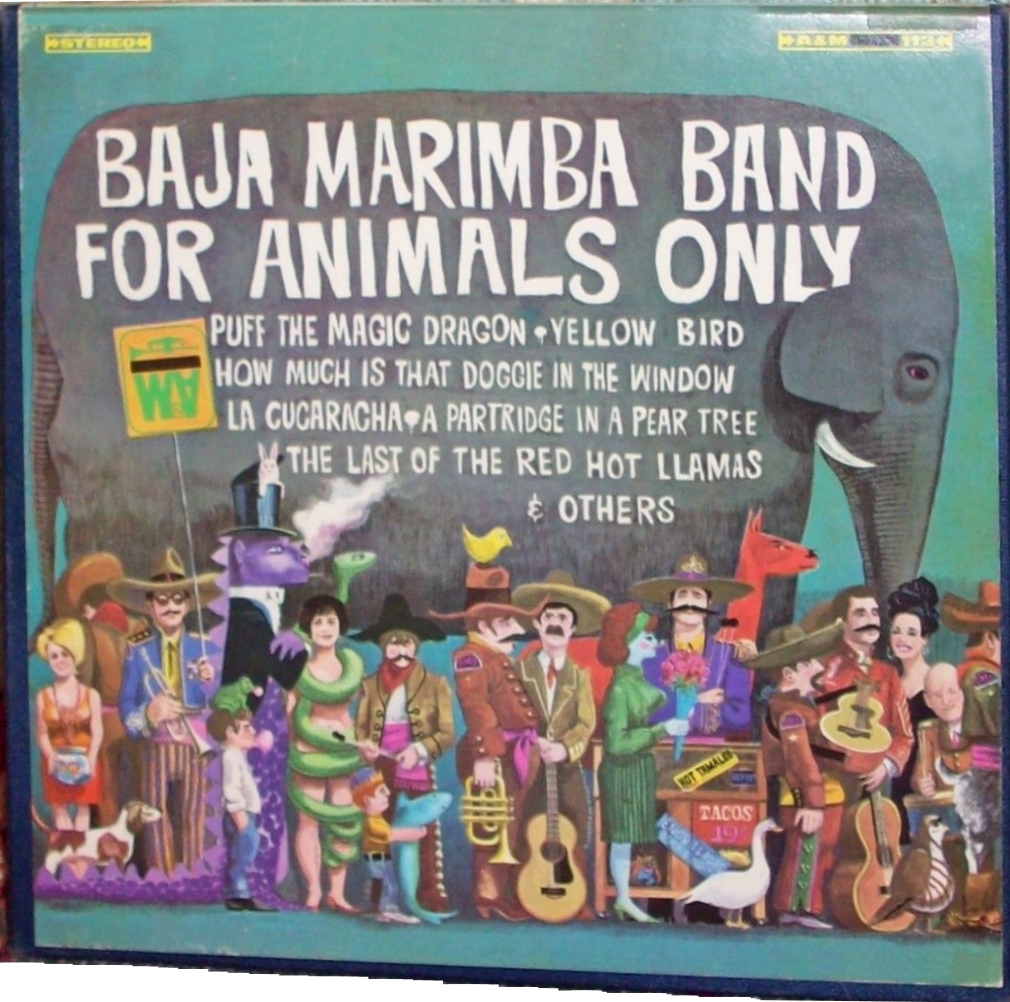 STEREO
A&M 113
BAJA MARIMBA BAND
FOR ANIMALS ONLY
PUFF THE MAGIC DRAGON • YELLOW BIRD
HOW MUCH IS THAT DOGGIE IN THE WINDOW
LA CUCARACHA • A PARTRIDGE IN A PEAR TREE
THE LAST OF THE RED HOT LLAMAS
& OTHERS
A&M
HOT TAMALES
TACOS
19